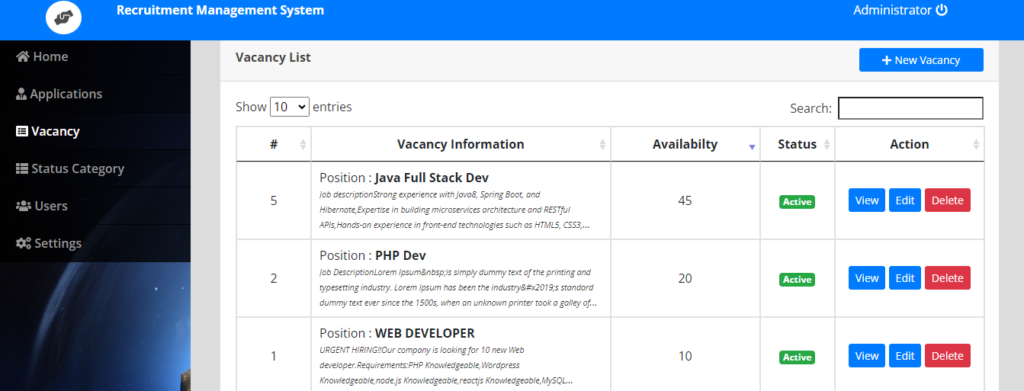 Recruitment Management System
Administrator
Home
Applications
Vacancy
Status Category
Users
Settings
Vacancy List
New Vacancy
Show 10 entries
Search:
# Vacancy Information Availabilty Status Action
5
Position : Java Full Stack Dev
Job descriptionStrong experience with Java8, Spring Boot, and
Hibernate,Expertise in building microservices architecture and RESTful
APIs,Hands-on experience in front-end technologies such as HTML5, CSS3,...
45
Active
View Edit Delete
2
Position : PHP Dev
Job DescriptionLorem Ipsum&nbsp;is simply dummy text of the printing and
typesetting industry. Lorem Ipsum has been the industry&#x2019;s standard
dummy text ever since the 1500s, when an unknown printer took a galley of...
20
Active
View Edit Delete
1
Position : WEB DEVELOPER
URGENT HIRING!!Our company is looking for 10 new Web
developer.Requirements:PHP Knowledgeable,Wordpress
Knowledgeable,node.js Knowledgeable,reactjs Knowledgeable,MySQL...
10
Active
View Edit Delete